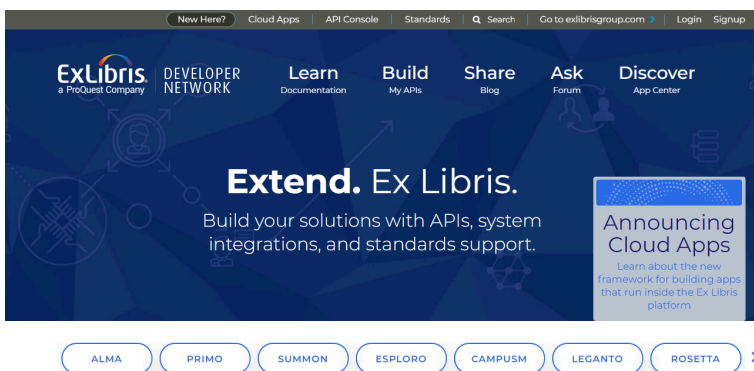 New Here? Cloud Apps API Console Standards Search Go to exlibrisgroup.com Login Signup
ExLibris. DEVELOPER NETWORK
a ProQuest Company
Learn Build Share Ask Discover
Documentation My APIs Blog Forum App Center
Extend. Ex Libris.
Build your solutions with APIs, system
integrations, and standards support.
Announcing
Cloud Apps
Learn about the new
framework for building apps
that run inside the Ex Libris
platform
ALMA PRIMO SUMMON ESPLORO CAMPUSM LEGANTO ROSETTA